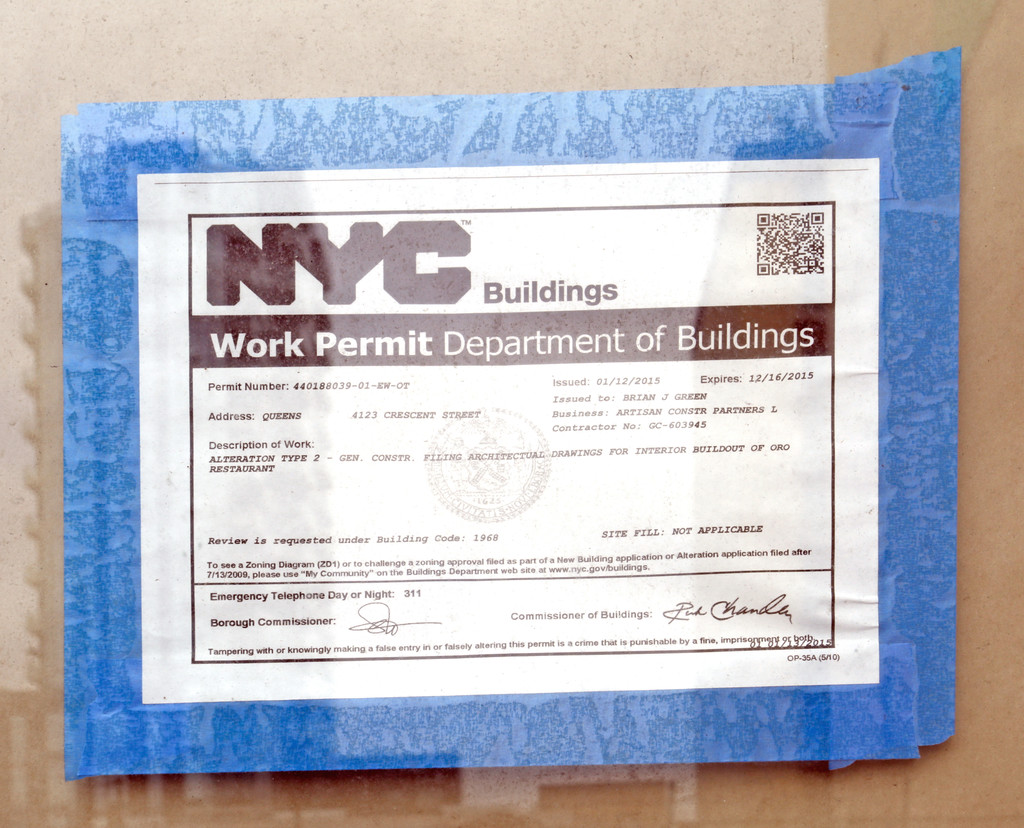 NYC™
Buildings
Work Permit Department of Buildings
Permit Number: 440188039-01-EW-OT
Issued: 01/12/2015 Expires: 12/16/2015
Issued to: BRIAN J GREEN
Address: QUEENS 4123 CRESCENT STREET
Business: ARTISAN CONSTR PARTNERS L
Contractor No: GC-603945
Description of Work:
ALTERATION TYPE 2 - GEN. CONSTR. FILING ARCHITECTUAL DRAWINGS FOR INTERIOR BUILDOUT OF ORO
RESTAURANT
Review is requested under Building Code: 1968
SITE FILL: NOT APPLICABLE
To see a Zoning Diagram (ZD1) or to challenge a zoning approval filed as part of a New Building application or Alteration application filed after
7/13/2009, please use "My Community" on the Buildings Department web site at www.nyc.gov/buildings.
Emergency Telephone Day or Night: 311
Borough Commissioner:
Commissioner of Buildings: Rick Chandler
Tampering with or knowingly making a false entry in or falsely altering this permit is a crime that is punishable by a fine, imprisonment or both.
01 01/13/2015
OP-35A (5/10)